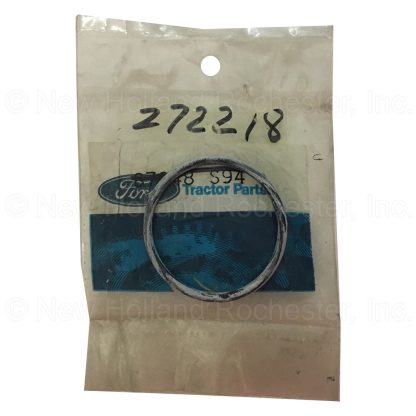 © New Holland Rochester, Inc.
272218
8 S94
Ford Tractor Parts
© New Holland Rochester, Inc.
© New Holland Rochester, Inc.